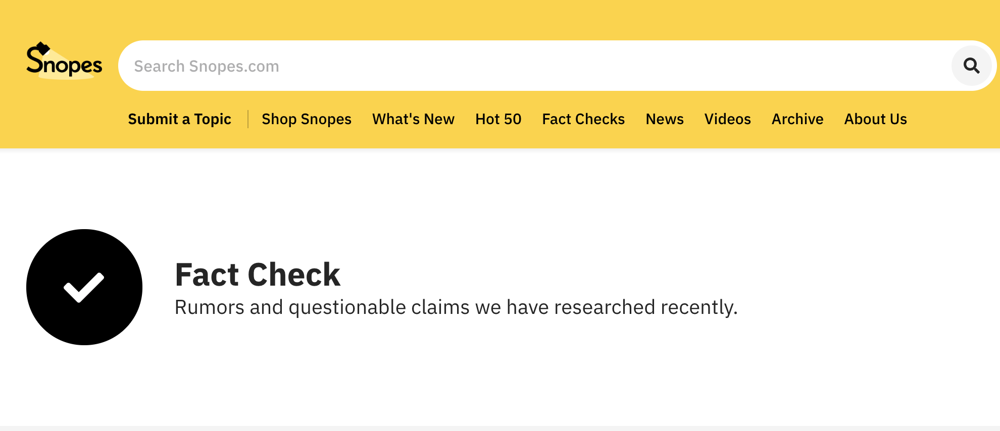 Snopes
Search Snopes.com
Submit a Topic Shop Snopes What's New Hot 50 Fact Checks News Videos Archive About Us
Fact Check
Rumors and questionable claims we have researched recently.